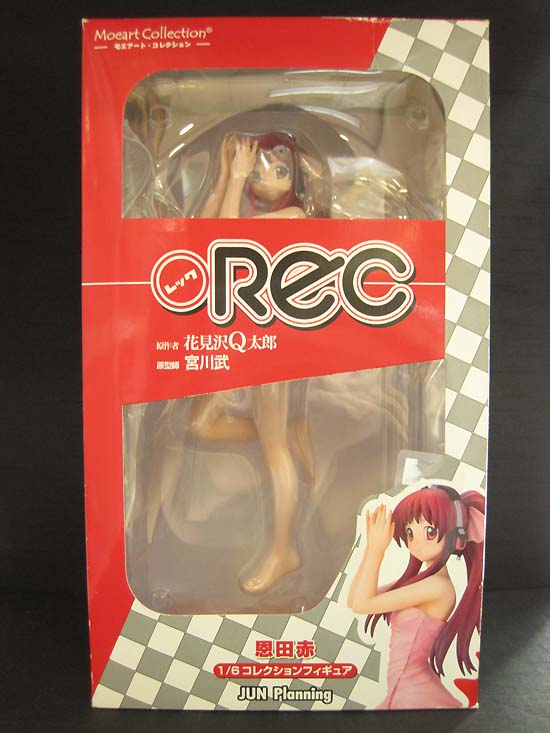 Moeart Collection®
モエアート・コレクション
レック
REC
原作者 花見沢Q太郎
原型師 宮川武
恩田赤
1/6コレクションフィギュア
JUN Planning